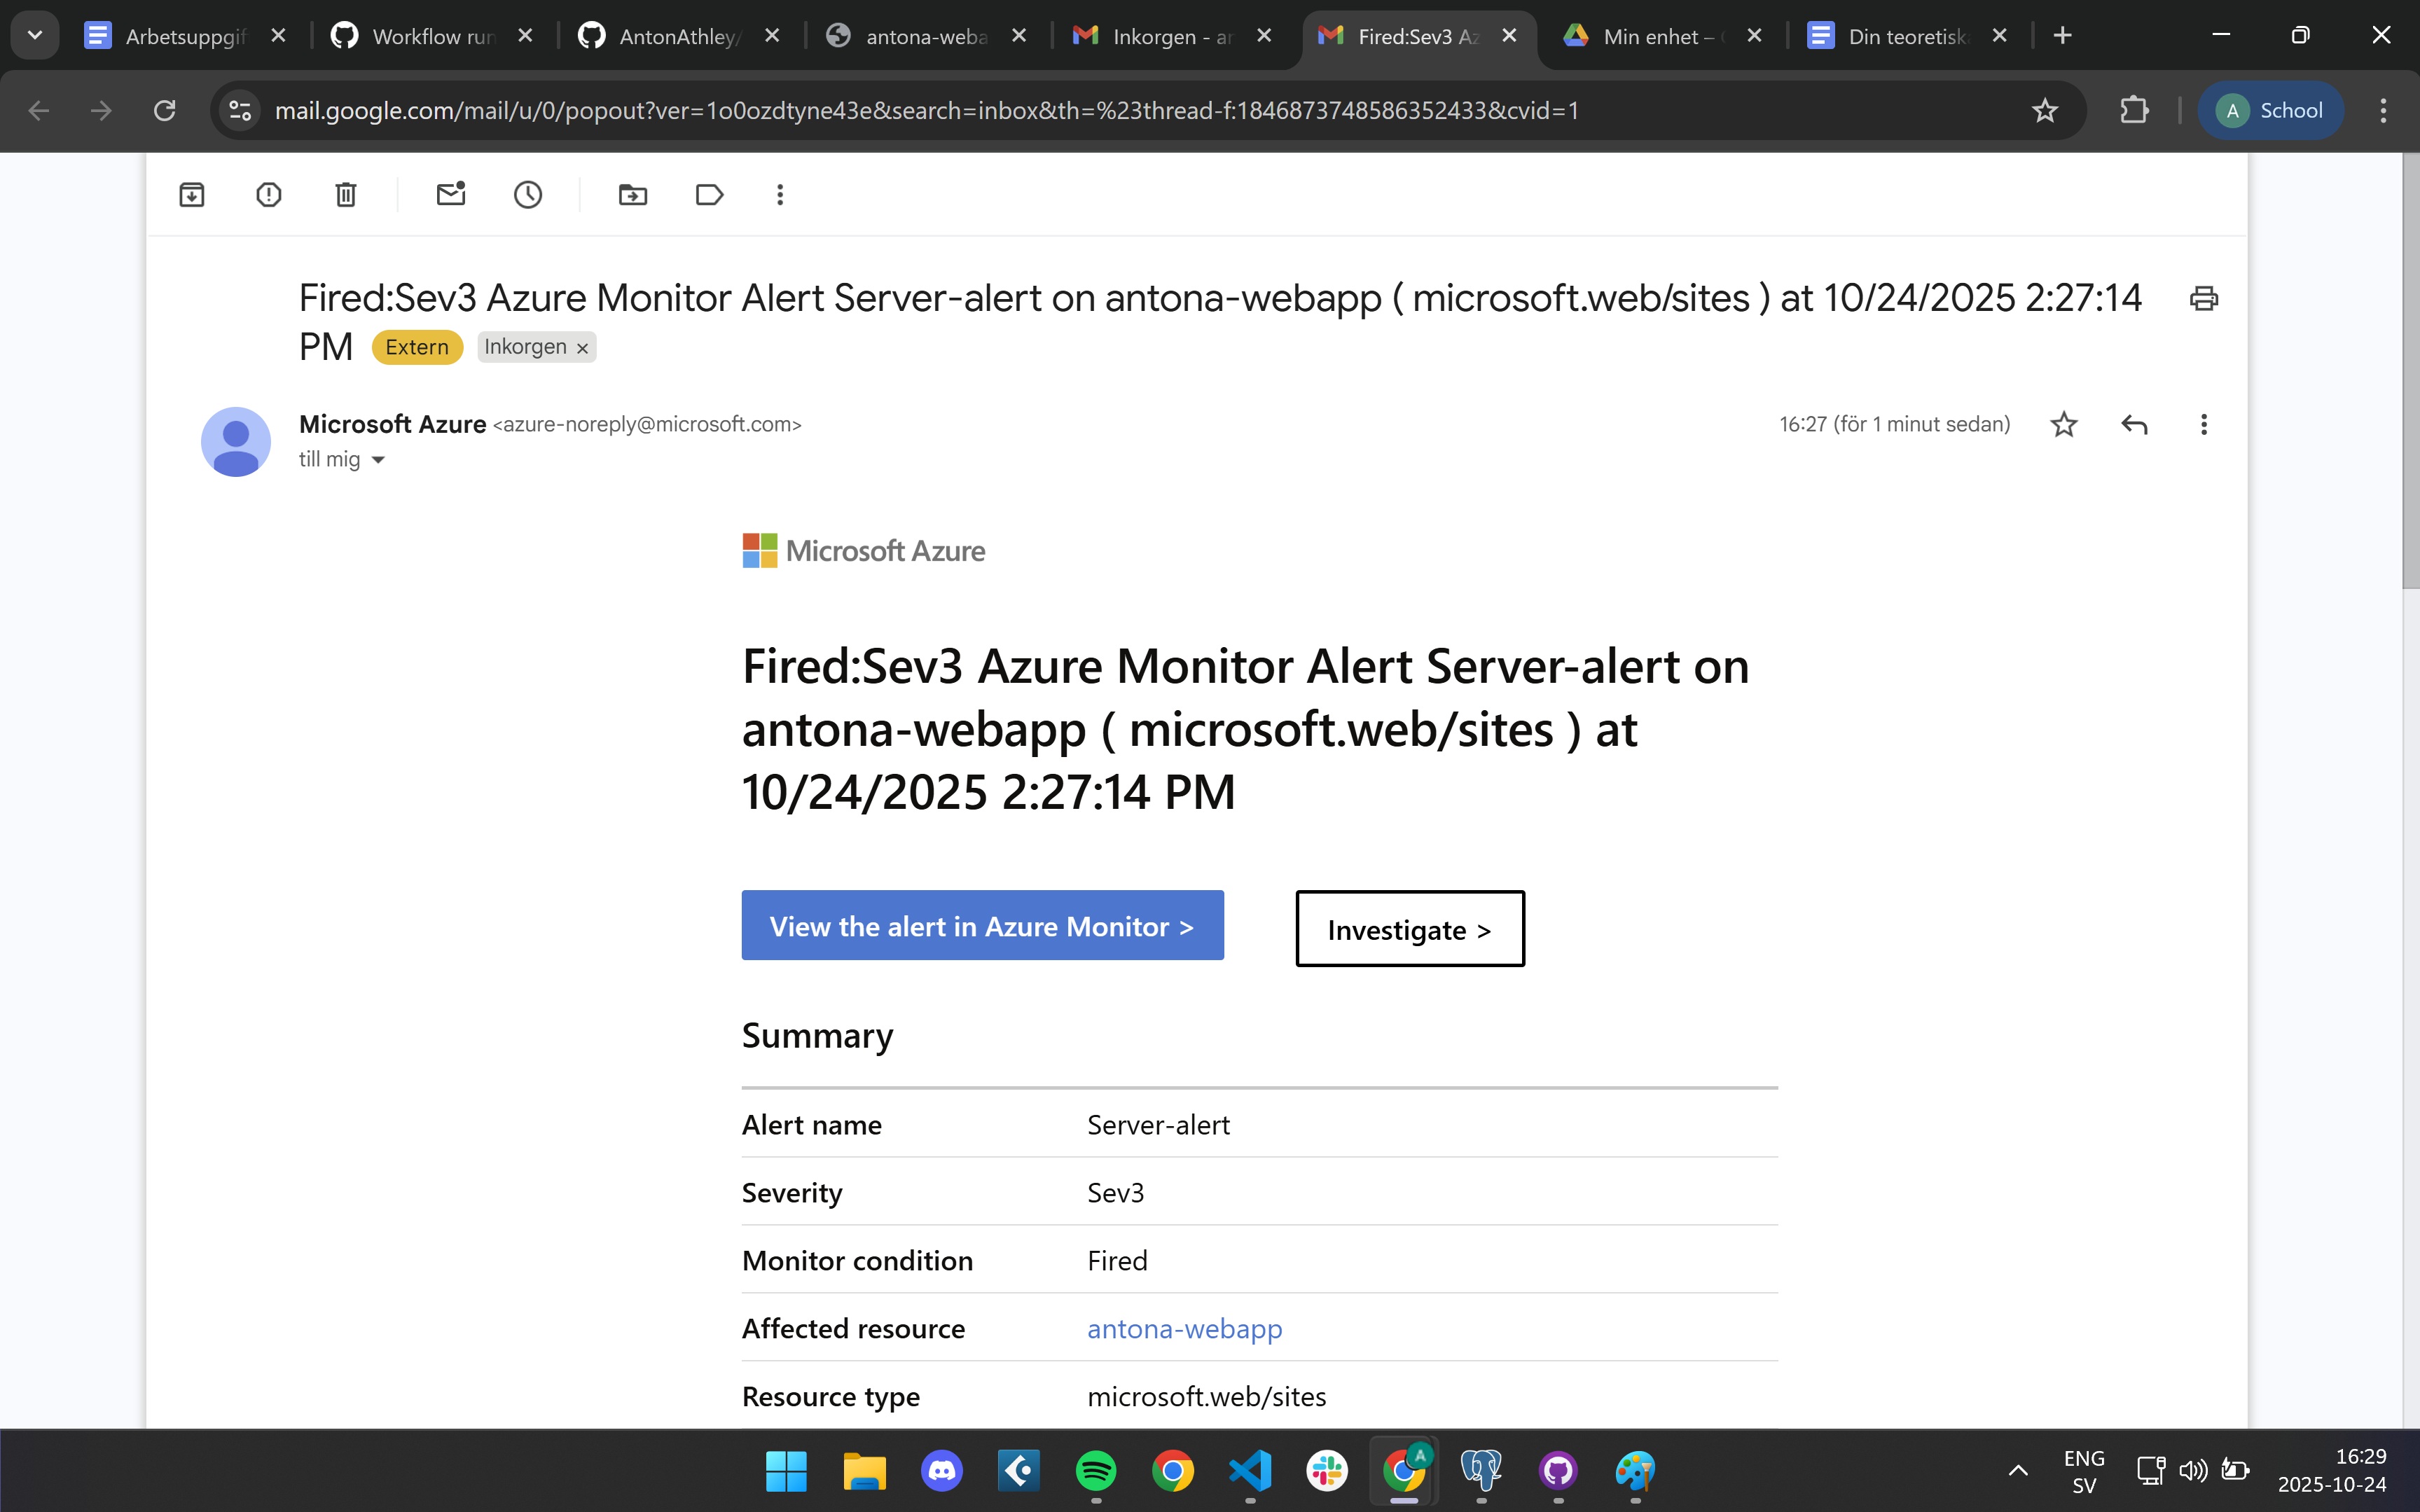 Arbetsuppgif
Workflow run
AntonAthley/
antona-weba
Inkorgen - an
Fired:Sev3 Az
Min enhet –
Din teoretisk
mail.google.com/mail/u/0/popout?ver=1o0ozdtyne43e&search=inbox&th=%23thread-f:1846873748586352433&cvid=1
A School
Fired:Sev3 Azure Monitor Alert Server-alert on antona-webapp ( microsoft.web/sites ) at 10/24/2025 2:27:14
PM Extern Inkorgen
Microsoft Azure <azure-noreply@microsoft.com>
16:27 (för 1 minut sedan)
till mig
Microsoft Azure
Fired:Sev3 Azure Monitor Alert Server-alert on
antona-webapp ( microsoft.web/sites ) at
10/24/2025 2:27:14 PM
View the alert in Azure Monitor >
Investigate >
Summary
Alert name Server-alert
Severity Sev3
Monitor condition Fired
Affected resource antona-webapp
Resource type microsoft.web/sites
A
ENG
SV
16:29
2025-10-24